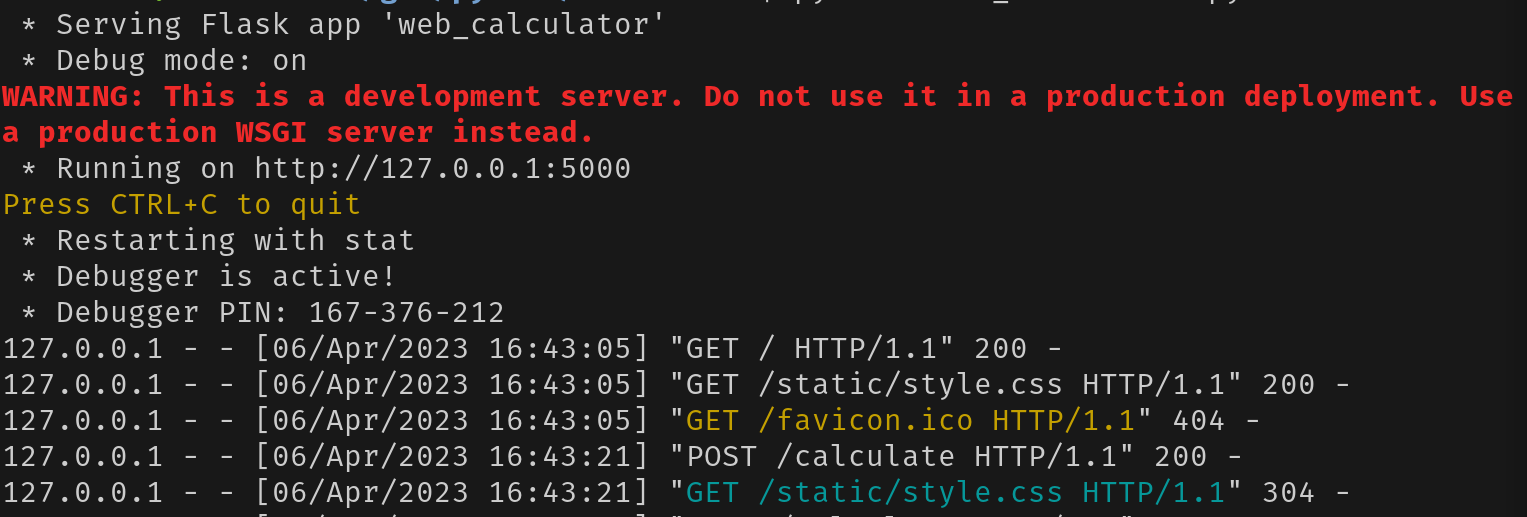 * Serving Flask app 'web_calculator'
* Debug mode: on
WARNING: This is a development server. Do not use it in a production deployment. Use
a production WSGI server instead.
* Running on http://127.0.0.1:5000
Press CTRL+C to quit
* Restarting with stat
* Debugger is active!
* Debugger PIN: 167-376-212
127.0.0.1 - - [06/Apr/2023 16:43:05] "GET / HTTP/1.1" 200 -
127.0.0.1 - - [06/Apr/2023 16:43:05] "GET /static/style.css HTTP/1.1" 200 -
127.0.0.1 - - [06/Apr/2023 16:43:05] "GET /favicon.ico HTTP/1.1" 404 -
127.0.0.1 - - [06/Apr/2023 16:43:21] "POST /calculate HTTP/1.1" 200 -
127.0.0.1 - - [06/Apr/2023 16:43:21] "GET /static/style.css HTTP/1.1" 304 -